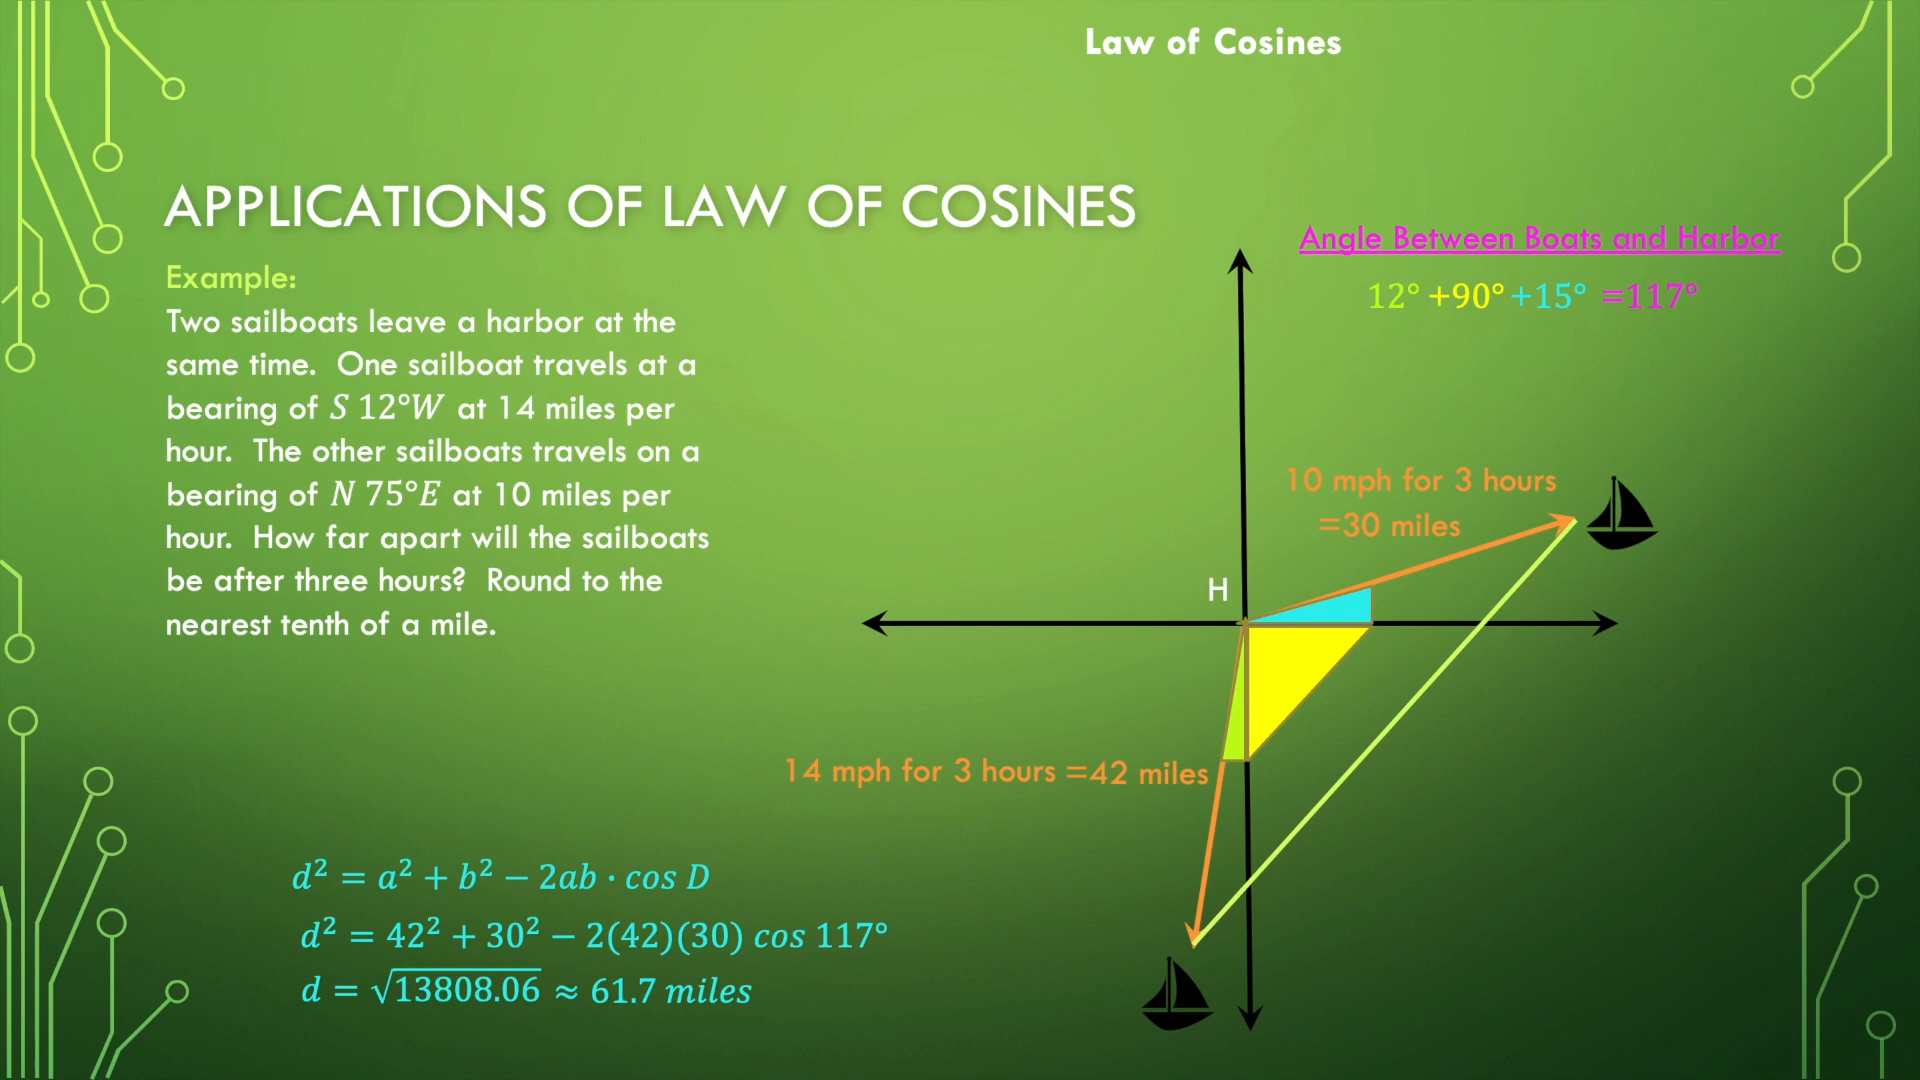 Law of Cosines
APPLICATIONS OF LAW OF COSINES
Example:
Two sailboats leave a harbor at the
same time.  One sailboat travels at a
bearing of S 12°W at 14 miles per
hour.  The other sailboats travels on a
bearing of N 75°E at 10 miles per
hour.  How far apart will the sailboats
be after three hours?  Round to the
nearest tenth of a mile.
Angle Between Boats and Harbor
12° +90° +15° =117°
10 mph for 3 hours
=30 miles
H
14 mph for 3 hours =42 miles
d² = a² + b² − 2ab · cos D
d² = 42² + 30² − 2(42)(30) cos 117°
d = √13808.06 ≈ 61.7 miles